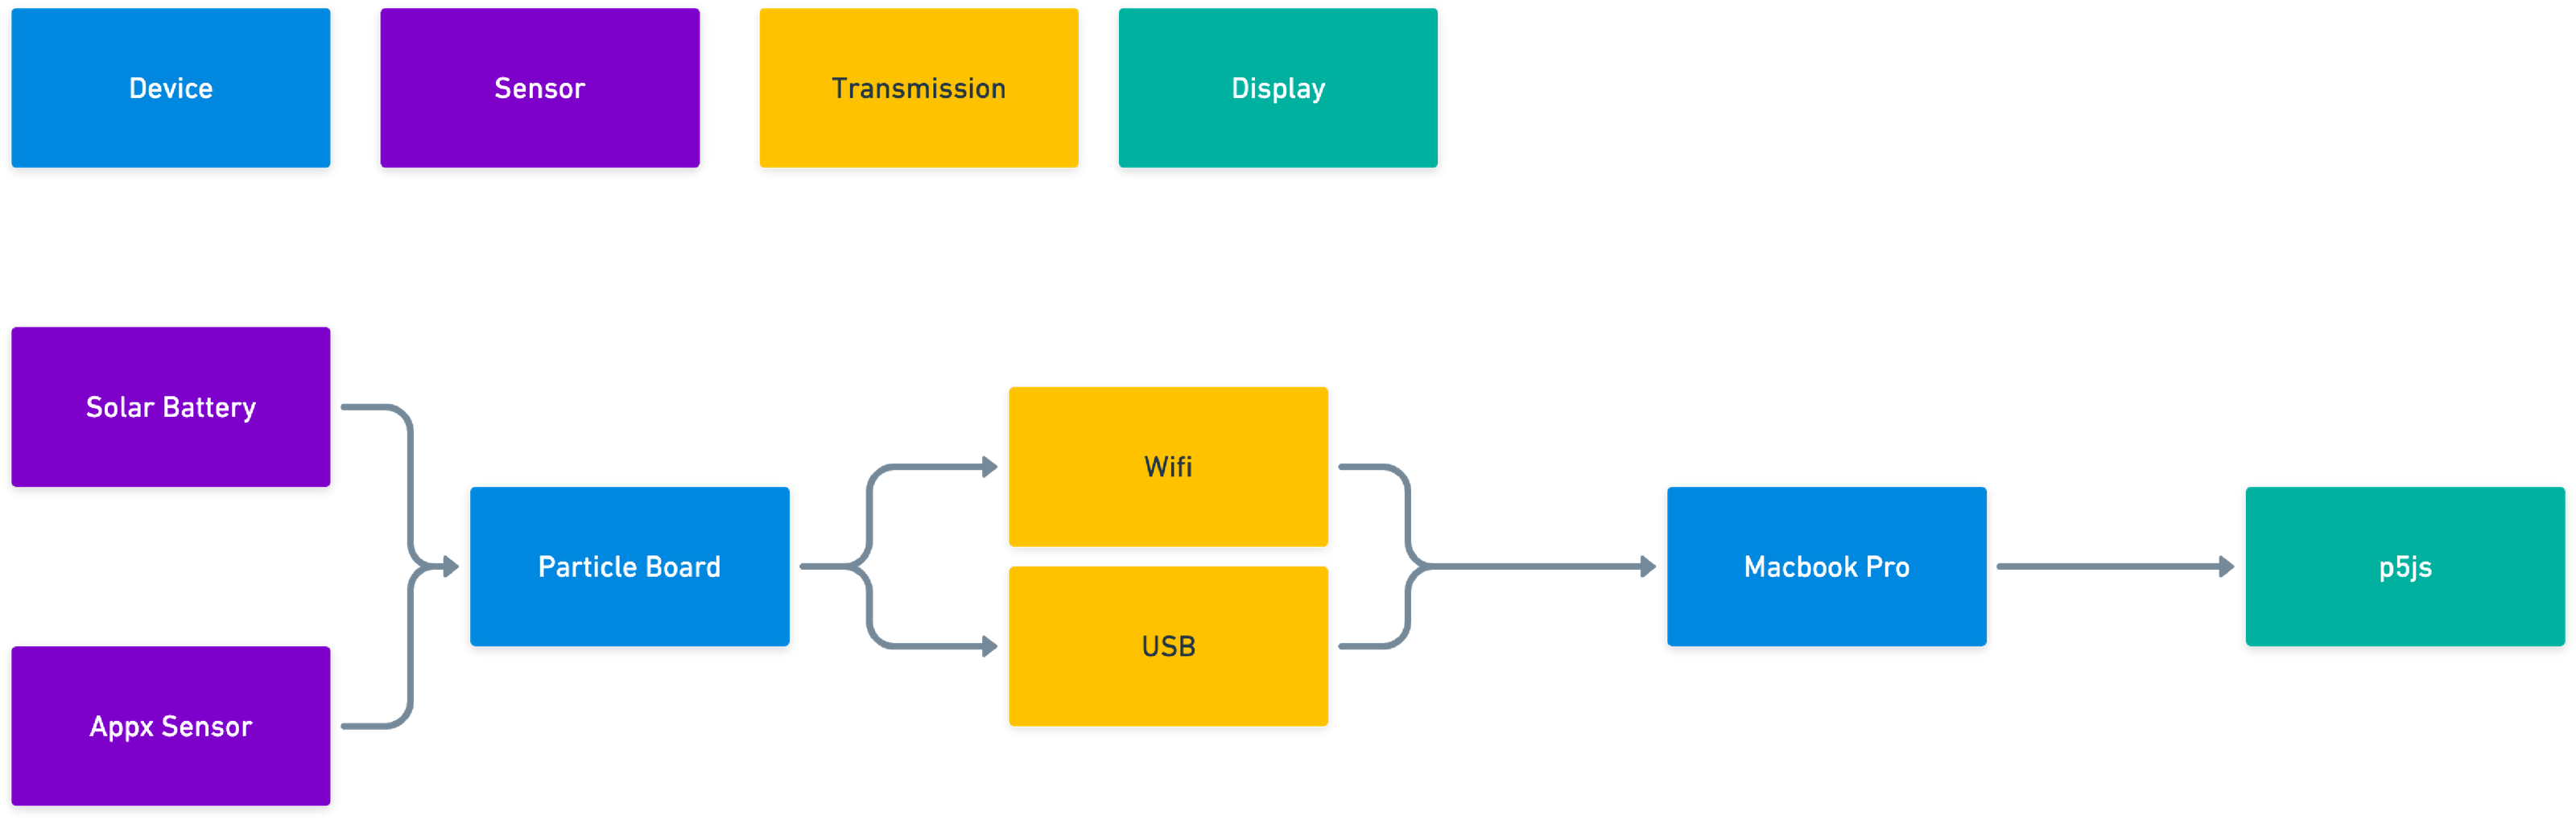 Device
Sensor
Transmission
Display
Solar Battery
Appx Sensor
Particle Board
Wifi
USB
Macbook Pro
p5js